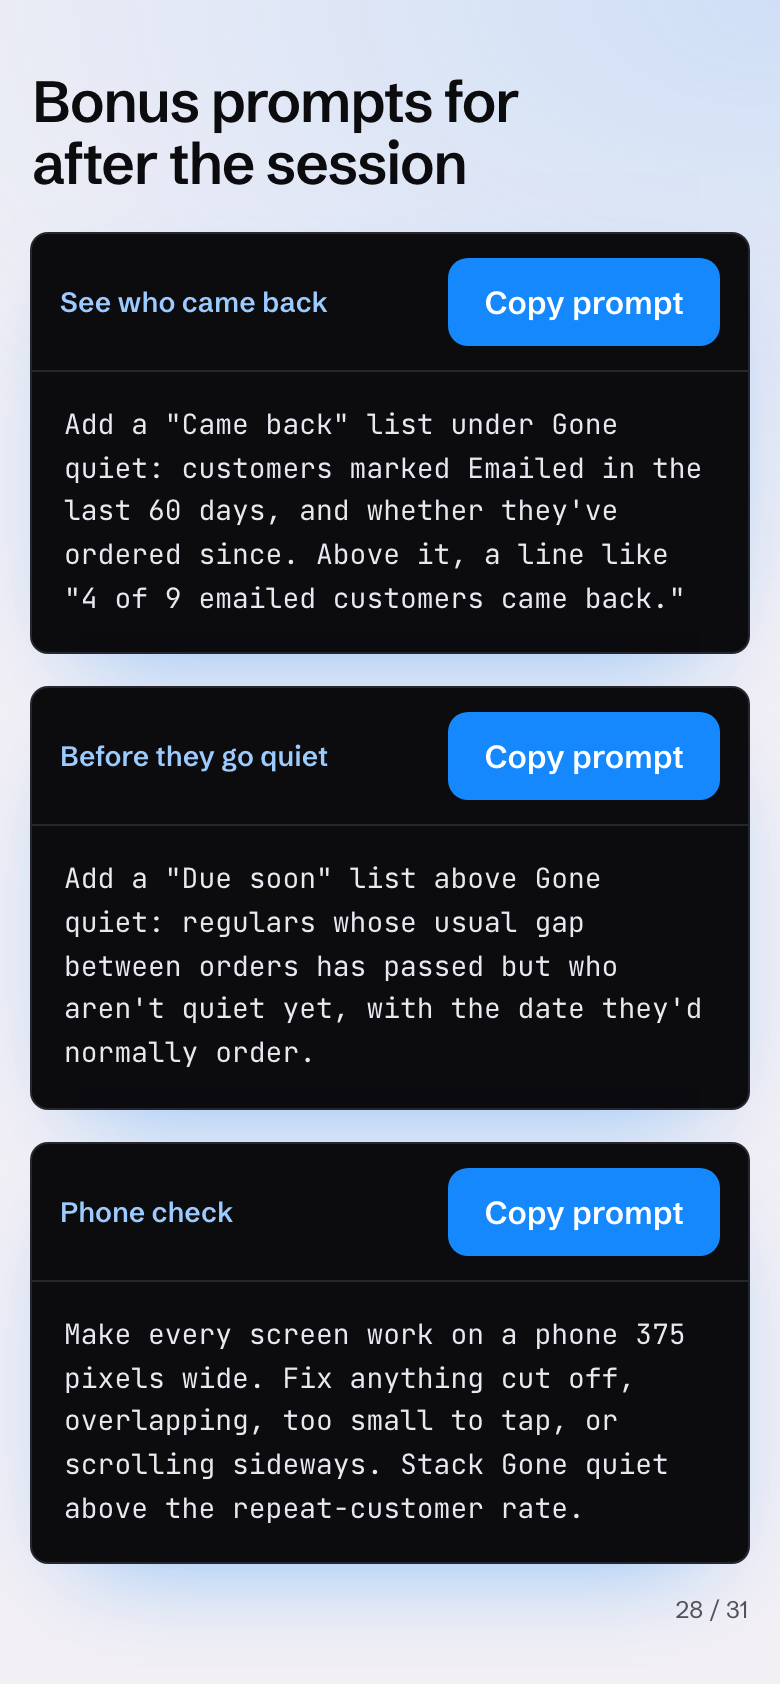 Bonus prompts for
after the session
See who came back
Copy prompt
Add a "Came back" list under Gone
quiet: customers marked Emailed in the
last 60 days, and whether they've
ordered since. Above it, a line like
"4 of 9 emailed customers came back."
Before they go quiet
Copy prompt
Add a "Due soon" list above Gone
quiet: regulars whose usual gap
between orders has passed but who
aren't quiet yet, with the date they'd
normally order.
Phone check
Copy prompt
Make every screen work on a phone 375
pixels wide. Fix anything cut off,
overlapping, too small to tap, or
scrolling sideways. Stack Gone quiet
above the repeat-customer rate.
28 / 31